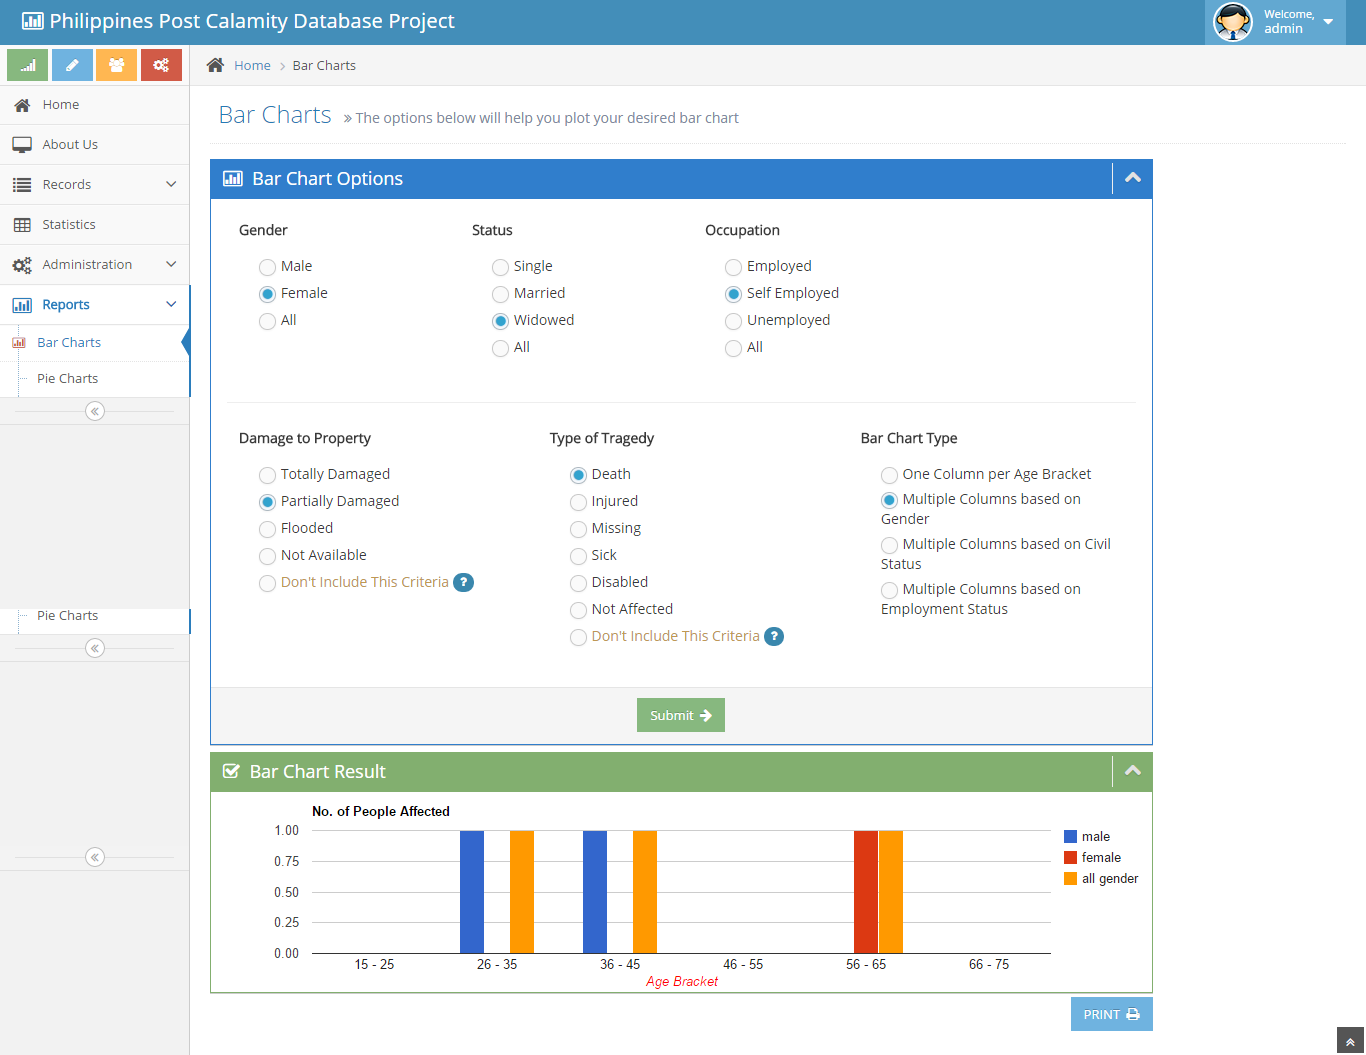 Philippines Post Calamity Database Project
Welcome,
admin
Home
Bar Charts
Home
About Us
Records
Statistics
Administration
Reports
Bar Charts
Pie Charts
Pie Charts
Bar Charts » The options below will help you plot your desired bar chart
Bar Chart Options
Gender
Male
Female
All
Status
Single
Married
Widowed
All
Occupation
Employed
Self Employed
Unemployed
All
Damage to Property
Totally Damaged
Partially Damaged
Flooded
Not Available
Don't Include This Criteria ?
Type of Tragedy
Death
Injured
Missing
Sick
Disabled
Not Affected
Don't Include This Criteria ?
Bar Chart Type
One Column per Age Bracket
Multiple Columns based on
Gender
Multiple Columns based on Civil
Status
Multiple Columns based on
Employment Status
Submit
Bar Chart Result
No. of People Affected
1.00
0.75
0.50
0.25
0.00
15 - 25
26 - 35
36 - 45
46 - 55
56 - 65
66 - 75
Age Bracket
male
female
all gender
PRINT